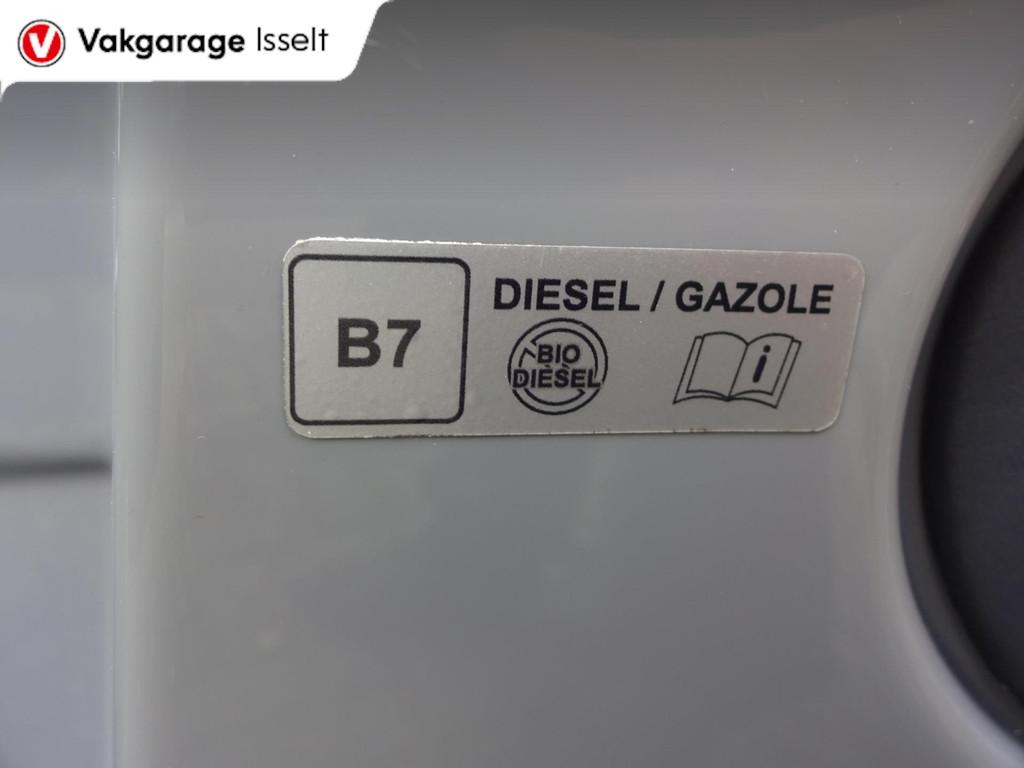 Vakgarage Isselt
B7
DIESEL / GAZOLE
BIO
DIESEL
i